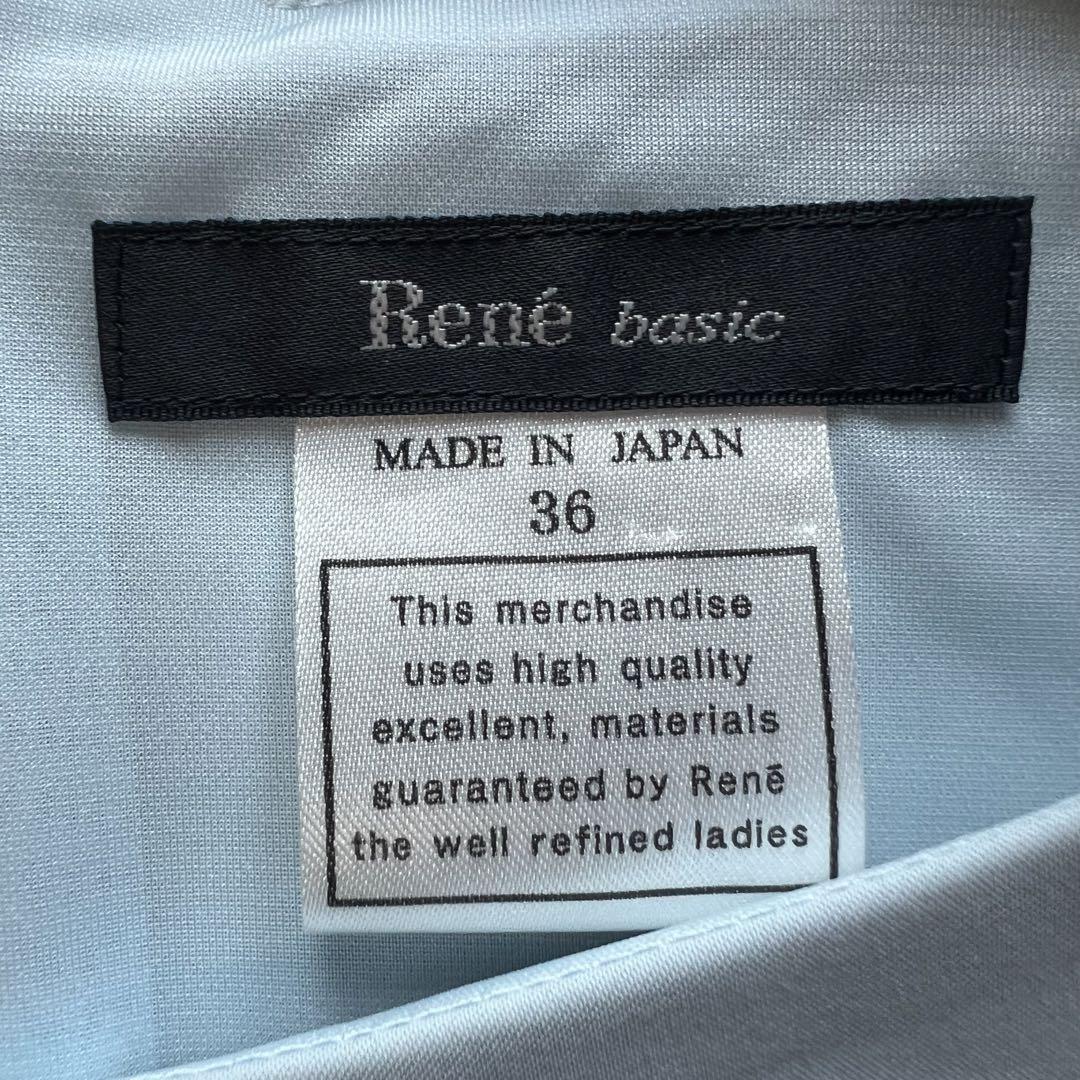 René basic
MADE IN JAPAN
36
This merchandise
uses high quality
excellent, materials
guaranteed by Renē
the well refined ladies